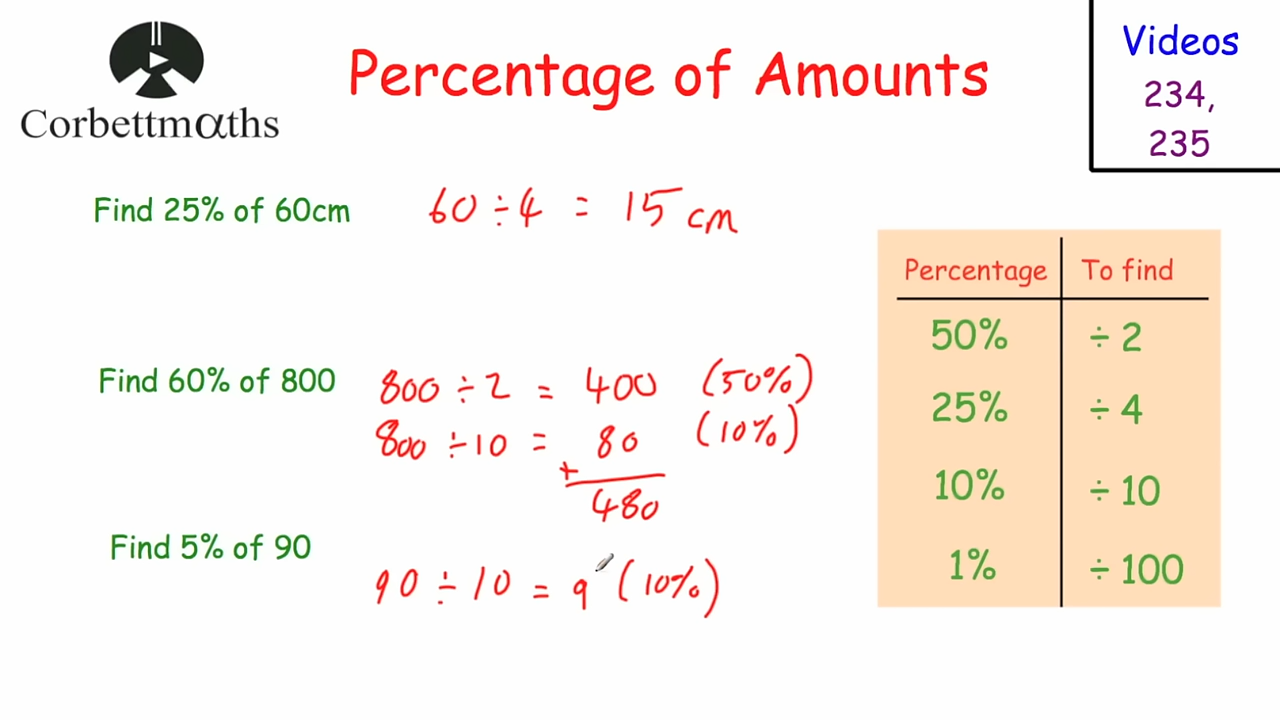 Corbettmαths
Percentage of Amounts
Videos
234,
235
Find 25% of 60cm 60 ÷ 4 = 15 cm
Find 60% of 800 800 ÷ 2 = 400 (50%)
800 ÷ 10 = 80 (10%)
+
480
Find 5% of 90
90 ÷ 10 = 9 (10%)
Percentage To find
50% ÷ 2
25% ÷ 4
10% ÷ 10
1% ÷ 100